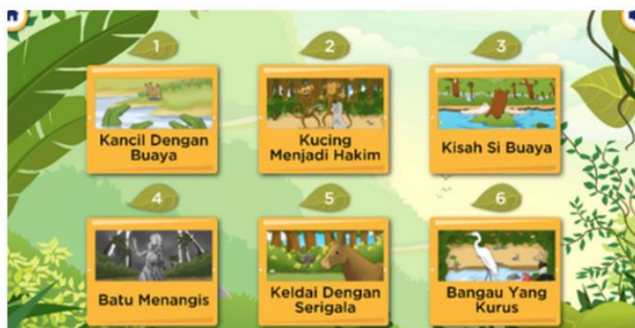 1
2
3
Kancil Dengan
Buaya
Kucing
Menjadi Hakim
Kisah Si Buaya
4
5
6
Batu Menangis
Keldai Dengan
Serigala
Bangau Yang
Kurus